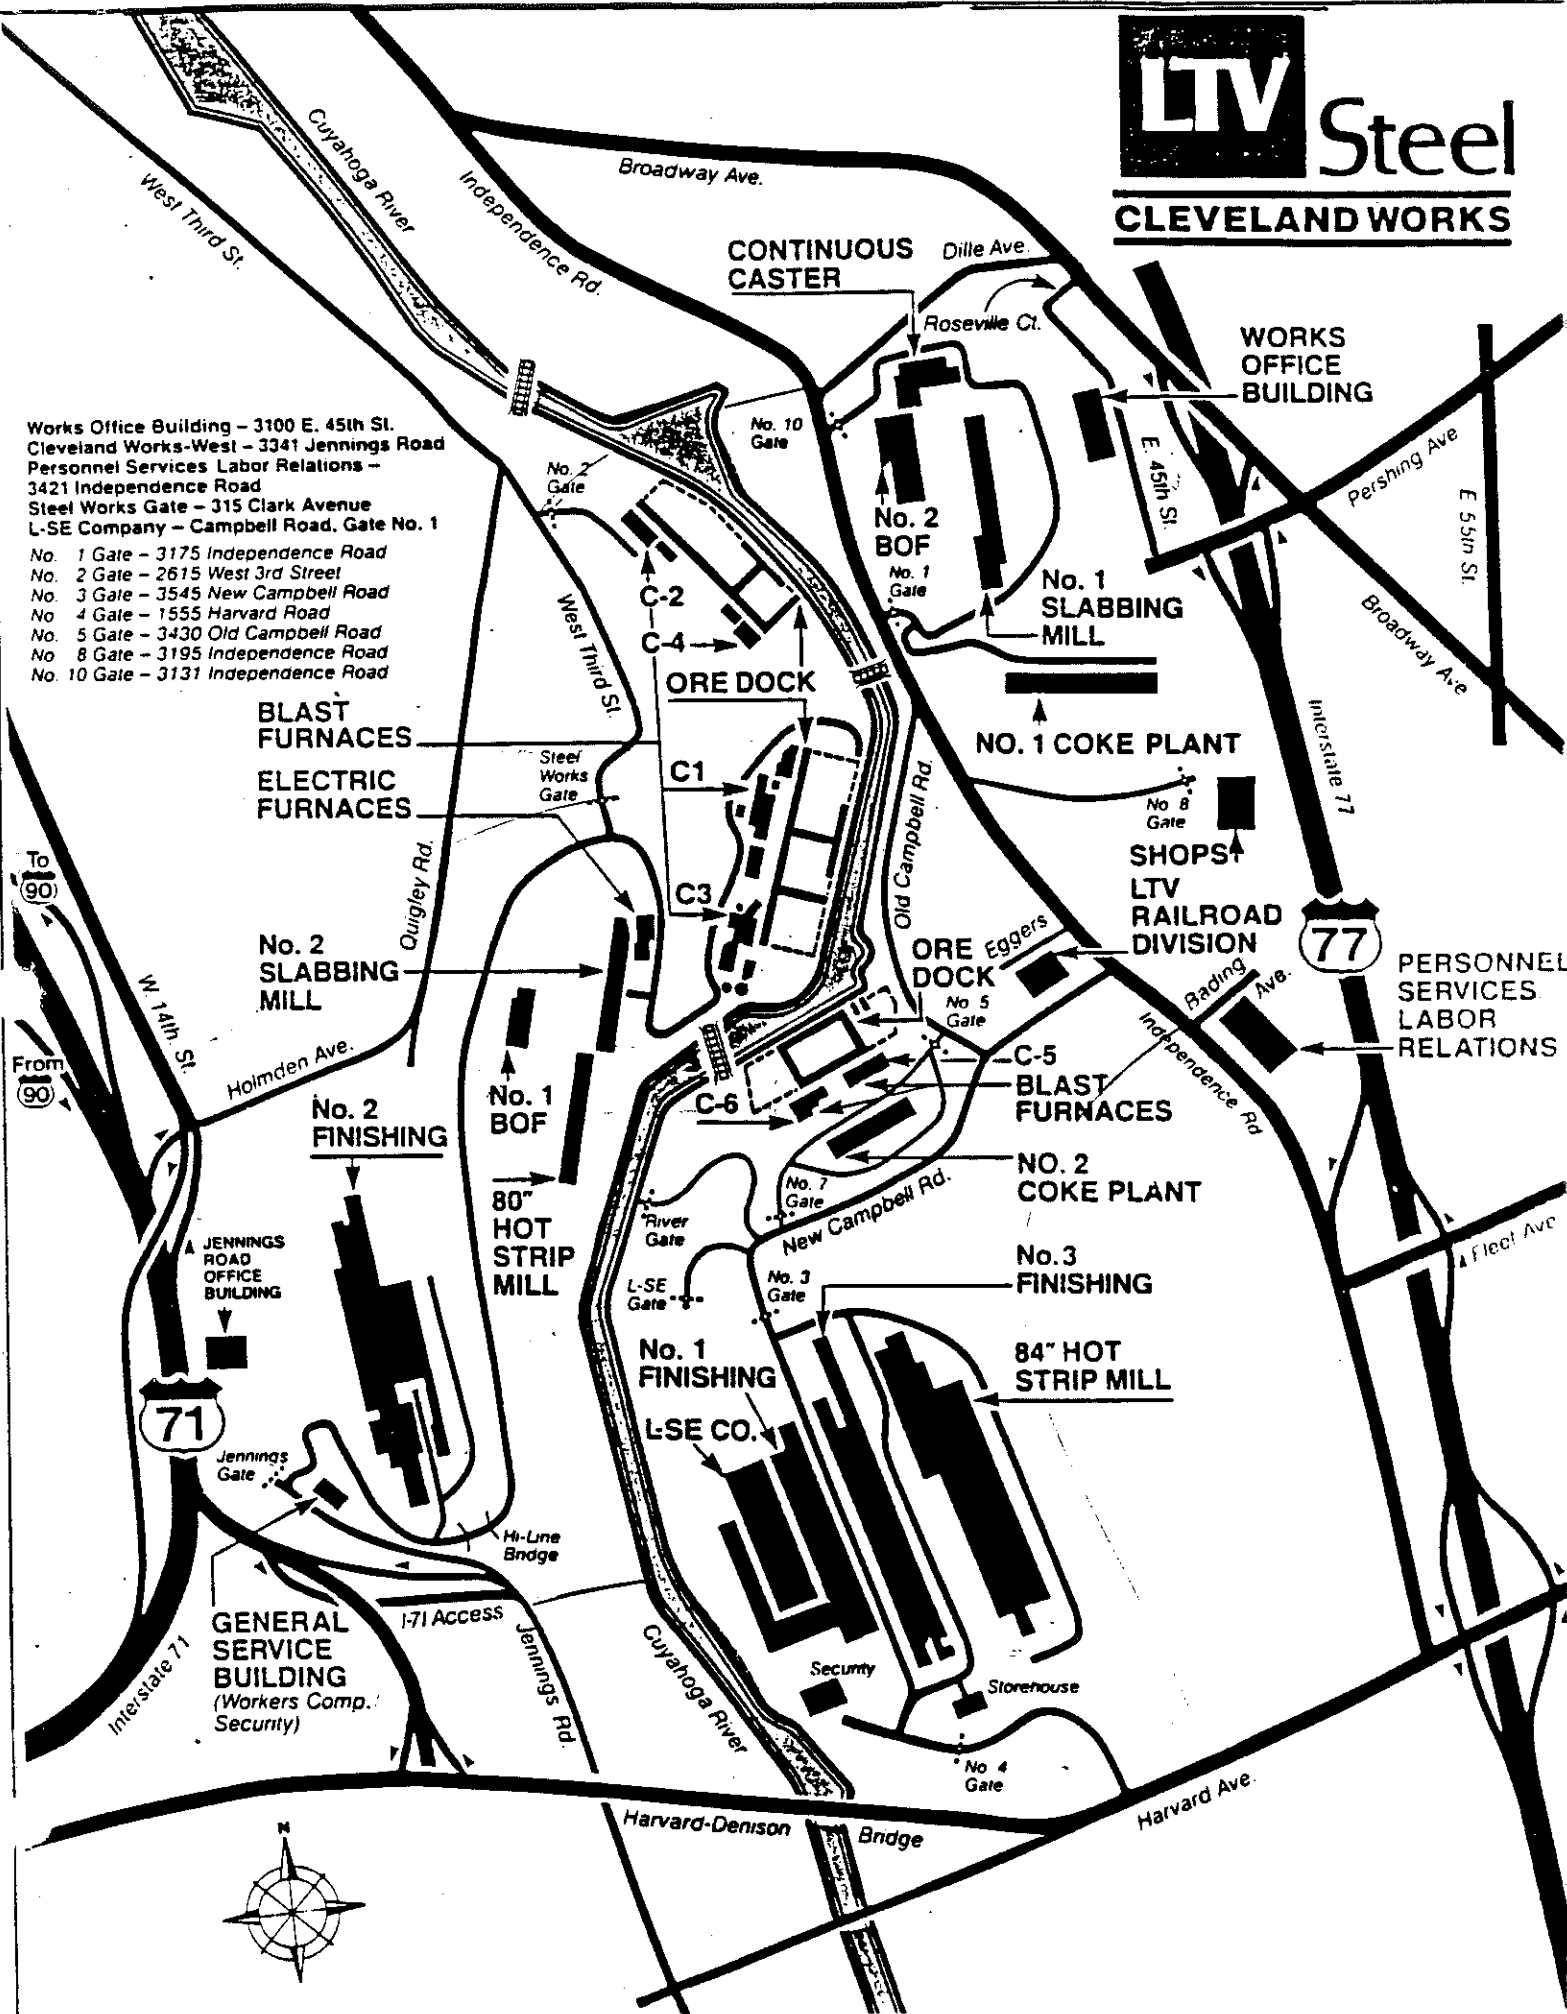 LTV Steel
CLEVELAND WORKS
Cuyahoga River
West Third St.
Independence Rd.
Broadway Ave.
CONTINUOUS
CASTER
Dille Ave.
Roseville Ct.
WORKS
OFFICE
BUILDING
Works Office Building – 3100 E. 45th St.
Cleveland Works-West – 3341 Jennings Road
Personnel Services Labor Relations –
3421 Independence Road
Steel Works Gate – 315 Clark Avenue
L-SE Company – Campbell Road, Gate No. 1
No. 1 Gate – 3175 Independence Road
No. 2 Gate – 2615 West 3rd Street
No. 3 Gate – 3545 New Campbell Road
No 4 Gate – 1555 Harvard Road
No. 5 Gate – 3430 Old Campbell Road
No 8 Gate – 3195 Independence Road
No. 10 Gate – 3131 Independence Road
No. 2
Gate
No. 10
Gate
E. 45th St.
Pershing Ave
E 55th St.
Broadway Ave
No. 2
BOF
No. 1
Gate
No. 1
SLABBING
MILL
C-2
C-4
West Third St.
ORE DOCK
BLAST
FURNACES
NO. 1 COKE PLANT
Interstate 77
ELECTRIC
FURNACES
Steel
Works
Gate
C1
Old Campbell Rd.
No 8
Gate
SHOPS
To
90
Quigley Rd.
C3
LTV
RAILROAD
DIVISION
77
No. 2
SLABBING
MILL
ORE
DOCK
Eggers
Bading
Ave.
PERSONNEL
SERVICES
LABOR
RELATIONS
W. 14th. St.
No 5
Gate
Independence Rd
From
90
Holmden Ave.
C-5
BLAST
FURNACES
No. 1
BOF
C-6
No. 2
FINISHING
NO. 2
COKE PLANT
80"
HOT
STRIP
MILL
River
Gate
No. 7
Gate
New Campbell Rd.
JENNINGS
ROAD
OFFICE
BUILDING
Fleet Ave
L-SE
Gate
No. 3
Gate
No.3
FINISHING
No. 1
FINISHING
84" HOT
STRIP MILL
71
L-SE CO.
Jennings
Gate
Hi-Line
Bridge
GENERAL
SERVICE
BUILDING
(Workers Comp.
Security)
I-71 Access
Interstate 71
Jennings Rd.
Cuyahoga River
Security
Storehouse
No 4
Gate
Harvard-Denison Bridge
Harvard Ave.
N